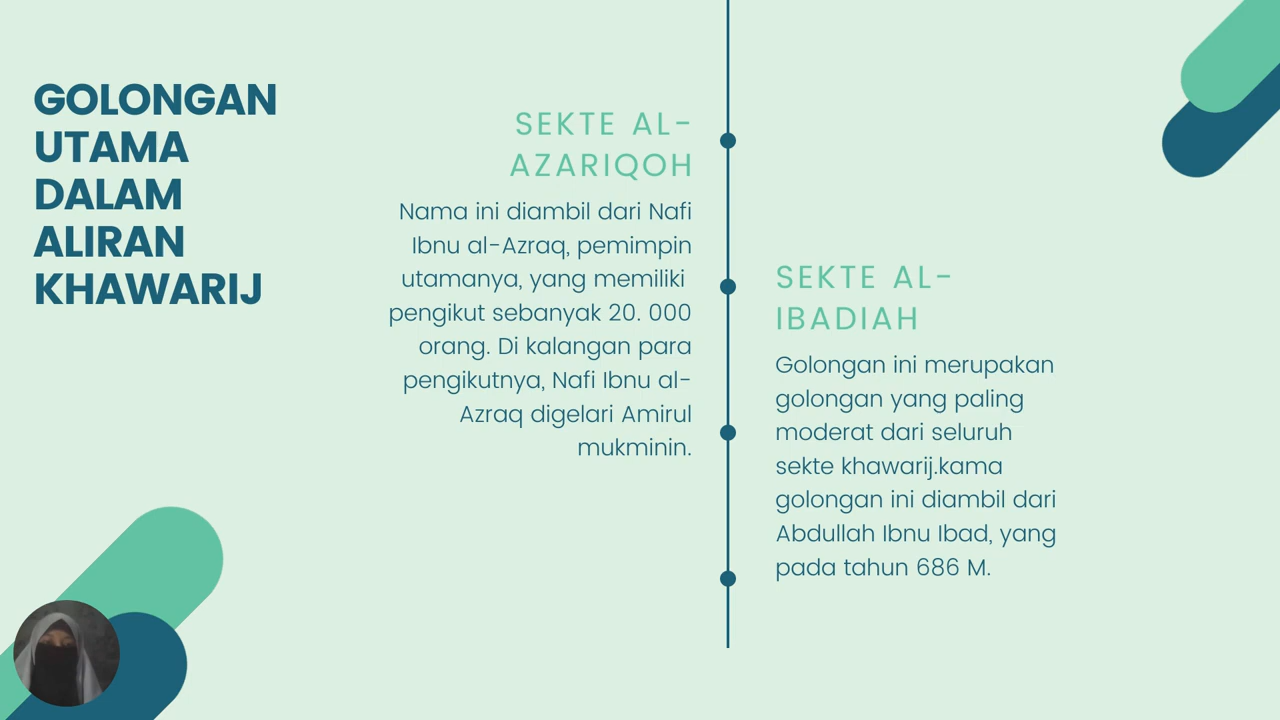 GOLONGAN
UTAMA
DALAM
ALIRAN
KHAWARIJ
SEKTE AL-
AZARIQOH
Nama ini diambil dari Nafi
Ibnu al-Azraq, pemimpin
utamanya, yang memiliki
pengikut sebanyak 20. 000
orang. Di kalangan para
pengikutnya, Nafi Ibnu al-
Azraq digelari Amirul
mukminin.
SEKTE AL-
IBADIAH
Golongan ini merupakan
golongan yang paling
moderat dari seluruh
sekte khawarij.kama
golongan ini diambil dari
Abdullah Ibnu Ibad, yang
pada tahun 686 M.